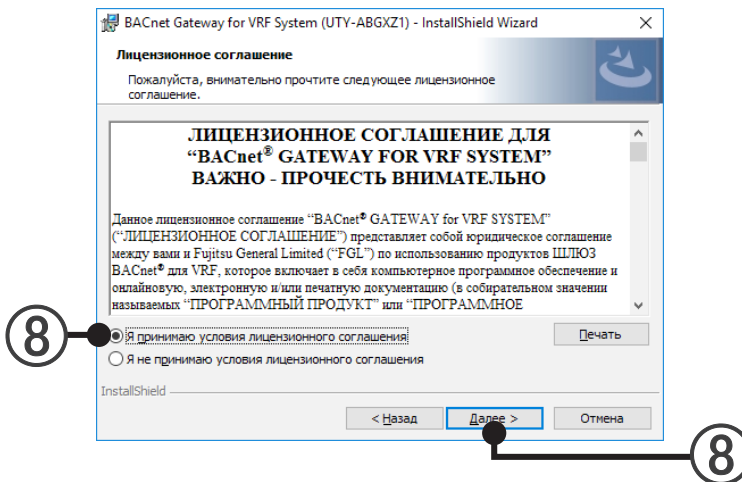 BACnet Gateway for VRF System (UTY-ABGXZ1) - InstallShield Wizard
Лицензионное соглашение
Пожалуйста, внимательно прочтите следующее лицензионное
соглашение.
ЛИЦЕНЗИОННОЕ СОГЛАШЕНИЕ ДЛЯ
“BACnet® GATEWAY FOR VRF SYSTEM”
ВАЖНО - ПРОЧЕСТЬ ВНИМАТЕЛЬНО
Данное лицензионное соглашение “BACnet® GATEWAY for VRF SYSTEM”
(“ЛИЦЕНЗИОННОЕ СОГЛАШЕНИЕ”) представляет собой юридическое соглашение
между вами и Fujitsu General Limited (“FGL”) по использованию продуктов ШЛЮЗ
BACnet® для VRF, которое включает в себя компьютерное программное обеспечение и
онлайновую, электронную и/или печатную документацию (в собирательном значении
называемых “ПРОГРАММНЫЙ ПРОДУКТ” или “ПРОГРАММНОЕ
8
Я принимаю условия лицензионного соглашения
Печать
Я не принимаю условия лицензионного соглашения
InstallShield
< Назад
Далее >
Отмена
8